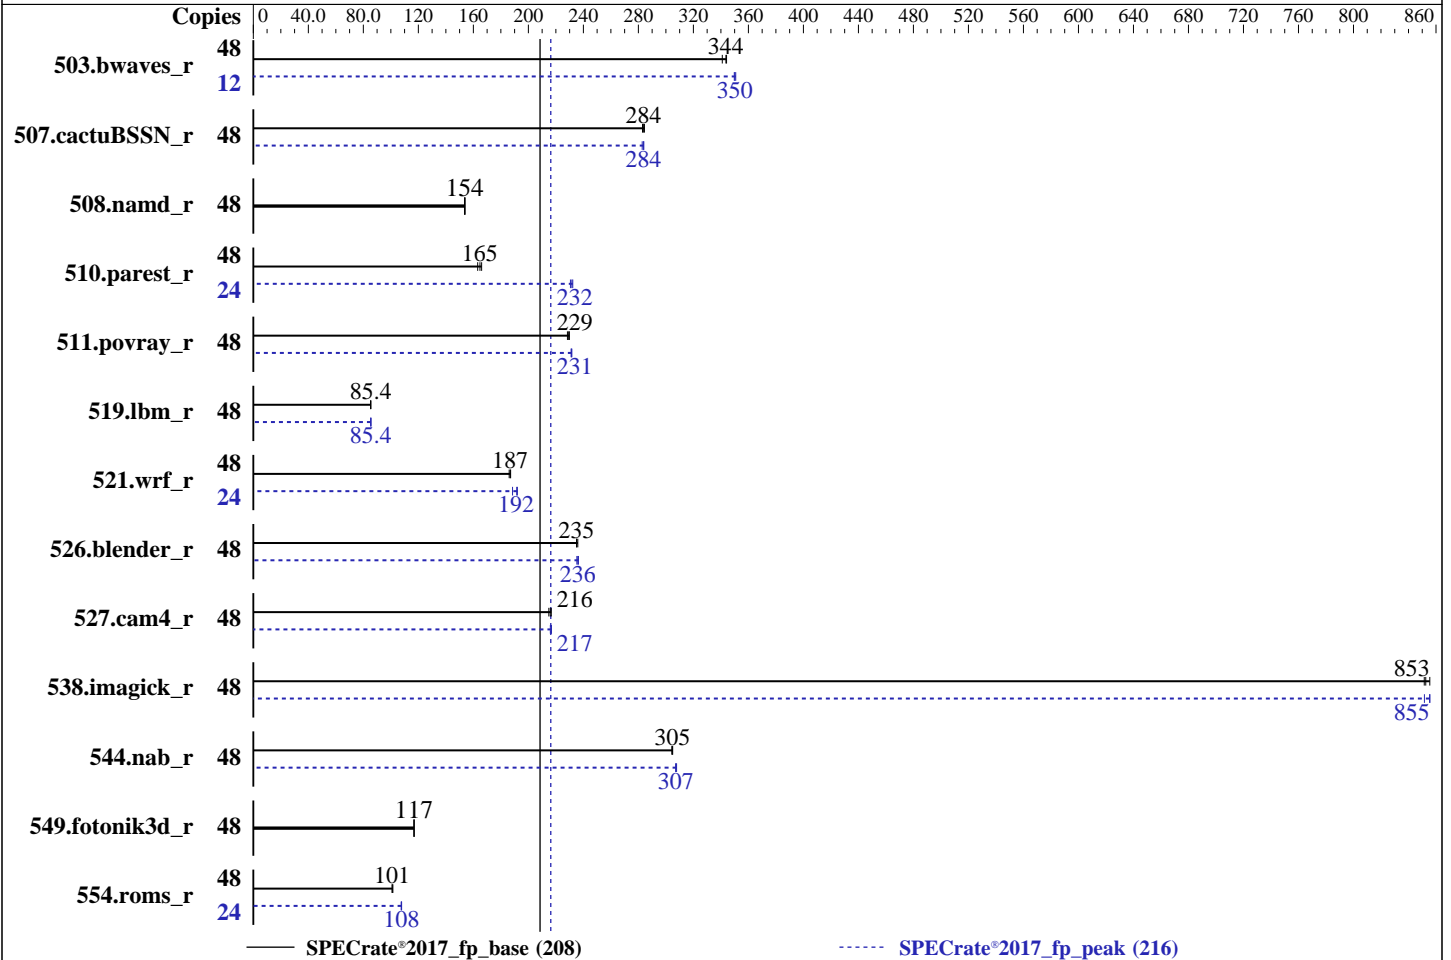 Copies 0 40.0 80.0 120 160 200 240 280 320 360 400 440 480 520 560 600 640 680 720 760 800 860
503.bwaves_r 48 344
12 350
507.cactuBSSN_r 48 284
284
508.namd_r 48 154
510.parest_r 48 165
24 232
511.povray_r 48 229
231
519.lbm_r 48 85.4
85.4
521.wrf_r 48 187
24 192
526.blender_r 48 235
236
527.cam4_r 48 216
217
538.imagick_r 48 853
855
544.nab_r 48 305
307
549.fotonik3d_r 48 117
554.roms_r 48 101
24 108
SPECrate®2017_fp_base (208) SPECrate®2017_fp_peak (216)